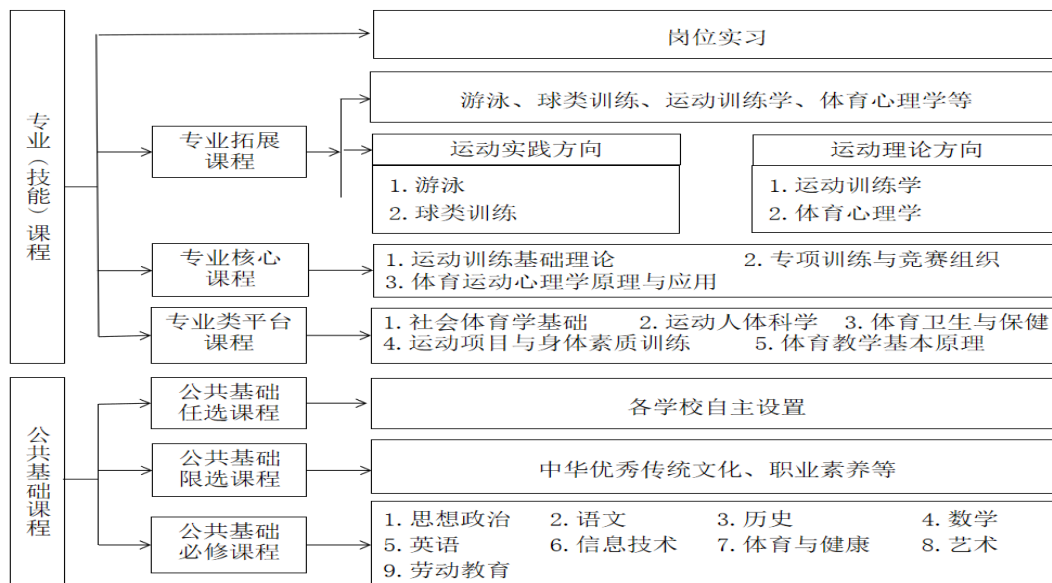 专业（技能）课程
岗位实习
专业拓展
课程
游泳、球类训练、运动训练学、体育心理学等
运动实践方向
1. 游泳
2. 球类训练
运动理论方向
1. 运动训练学
2. 体育心理学
专业核心
课程
1. 运动训练基础理论 2. 专项训练与竞赛组织
3. 体育运动心理学原理与应用
专业类平台
课程
1. 社会体育学基础 2. 运动人体科学 3. 体育卫生与保健
4. 运动项目与身体素质训练 5. 体育教学基本原理
公共基础课程
公共基础
任选课程
各学校自主设置
公共基础
限选课程
中华优秀传统文化、职业素养等
公共基础
必修课程
1. 思想政治 2. 语文 3. 历史 4. 数学
5. 英语 6. 信息技术 7. 体育与健康 8. 艺术
9. 劳动教育